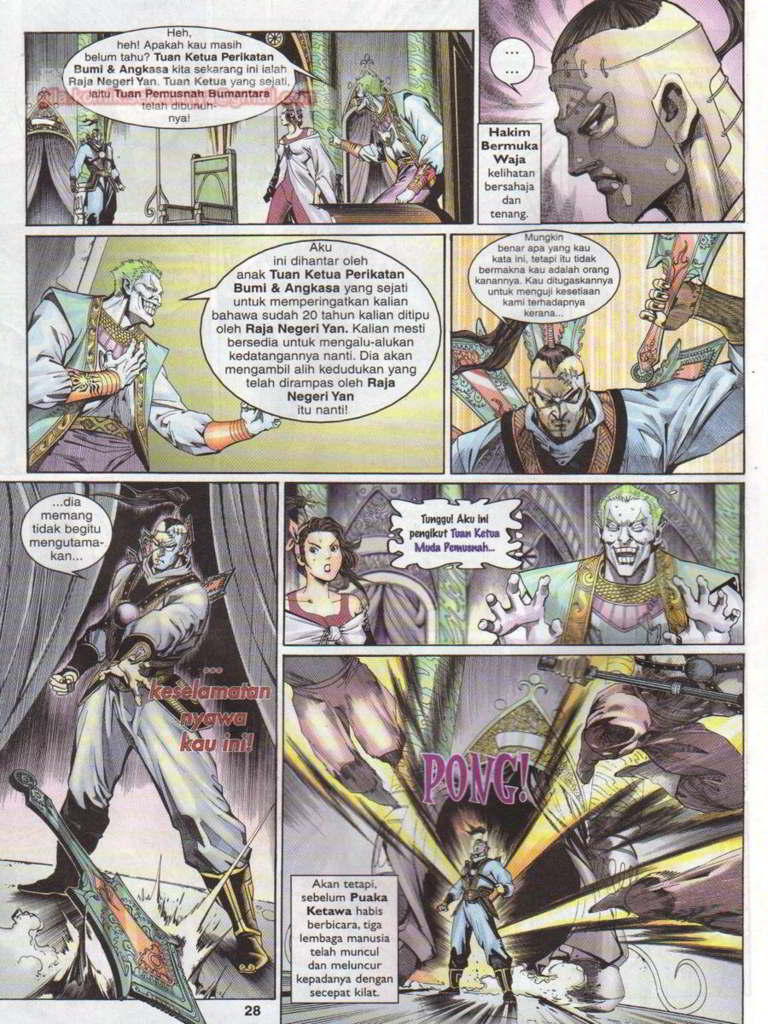 Heh,
heh! Apakah kau masih
belum tahu? Tuan Ketua Perikatan
Bumi & Angkasa kita sekarang ini ialah
Raja Negeri Yan. Tuan Ketua yang sejati,
iaitu Tuan Pemusnah Bumantara
telah dibunuh-
nya!
...
...
Hakim
Bermuka
Waja
kelihatan
bersahaja
dan
tenang.
Aku
ini dihantar oleh
anak Tuan Ketua Perikatan
Bumi & Angkasa yang sejati
untuk memperingatkan kalian
bahawa sudah 20 tahun kalian ditipu
oleh Raja Negeri Yan. Kalian mesti
bersedia untuk mengalu-alukan
kedatangannya nanti. Dia akan
mengambil alih kedudukan yang
telah dirampas oleh Raja
Negeri Yan
itu nanti!
Mungkin
benar apa yang kau
kata ini, tetapi itu tidak
bermakna kau adalah orang
kanannya. Kau ditugaskannya
untuk menguji kesetiaan
kami terhadapnya
kerana...
...dia
memang
tidak begitu
mengutama-
kan...
...
keselamatan
nyawa
kau ini!
Tunggu! Aku ini
pengikut Tuan Ketua
Muda Pemusnah...
PONG!
Akan tetapi,
sebelum Puaka
Ketawa habis
berbicara, tiga
lembaga manusia
telah muncul
dan meluncur
kepadanya dengan
secepat kilat.
28